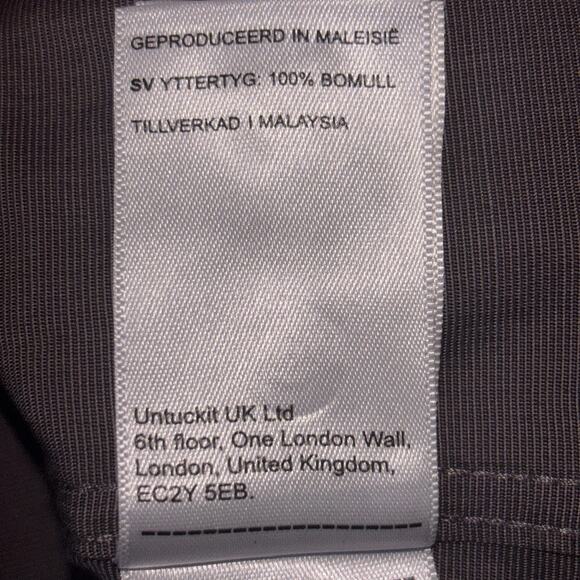 GEPRODUCEERD IN MALEISIË
SV YTTERTYG: 100% BOMULL
TILLVERKAD I MALAYSIA
Untuckit UK Ltd
6th floor, One London Wall,
London, United Kingdom,
EC2Y 5EB.